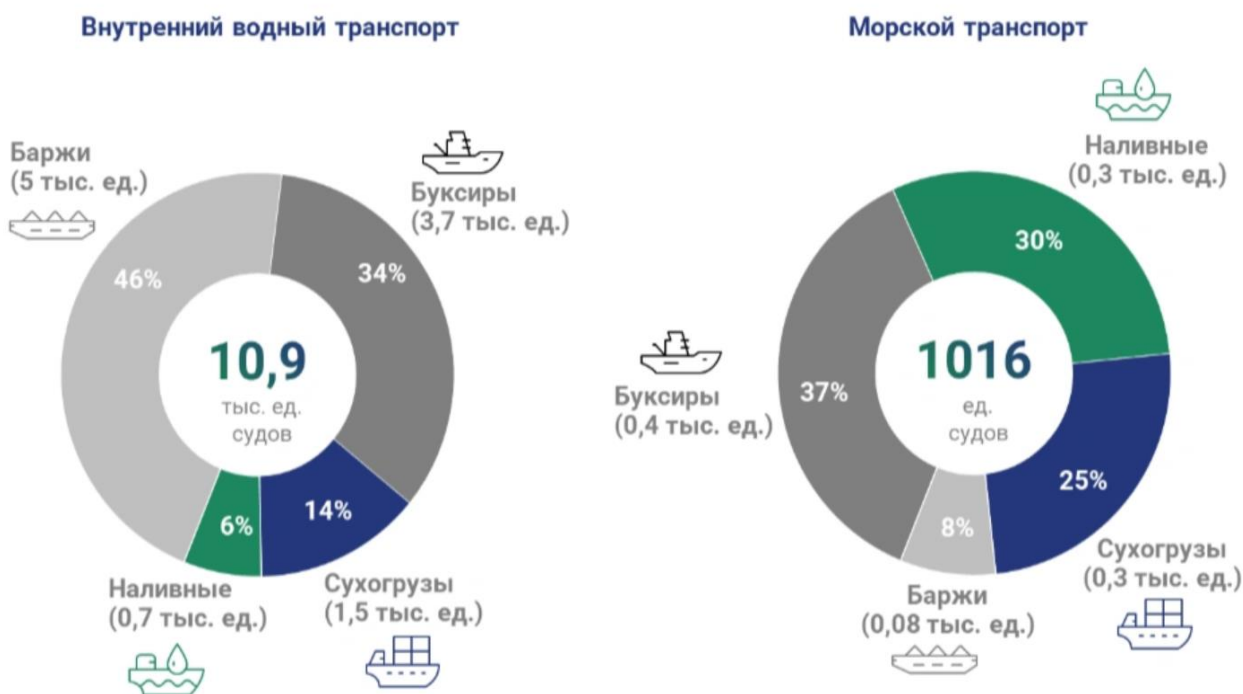 Внутренний водный транспорт
Баржи
(5 тыс. ед.)
Буксиры
(3,7 тыс. ед.)
46%
34%
10,9
тыс. ед.
судов
6%
14%
Наливные
(0,7 тыс. ед.)
Сухогрузы
(1,5 тыс. ед.)
Морской транспорт
Наливные
(0,3 тыс. ед.)
30%
Буксиры
(0,4 тыс. ед.)
37%
1016
ед.
судов
25%
8%
Сухогрузы
(0,3 тыс. ед.)
Баржи
(0,08 тыс. ед.)